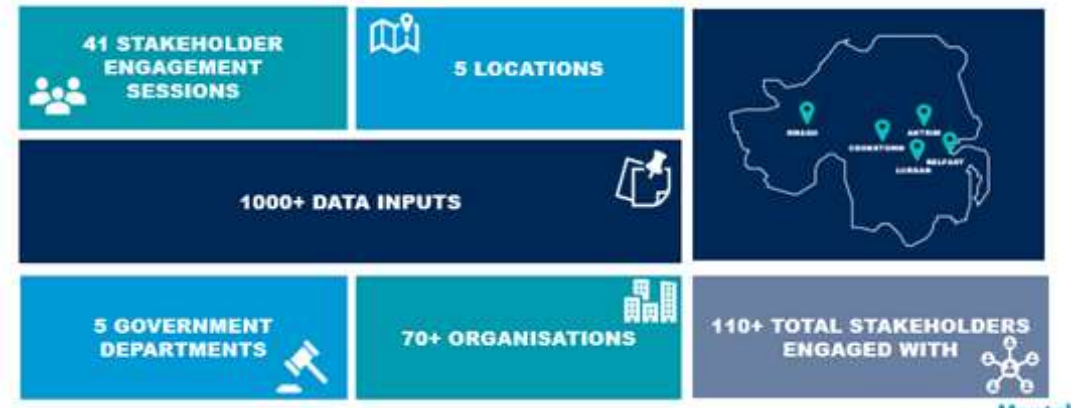 41 STAKEHOLDER
ENGAGEMENT
SESSIONS
5 LOCATIONS
OMAGH
COOKSTOWN
ANTRIM
LURGAN
BELFAST
1000+ DATA INPUTS
5 GOVERNMENT
DEPARTMENTS
70+ ORGANISATIONS
110+ TOTAL STAKEHOLDERS
ENGAGED WITH